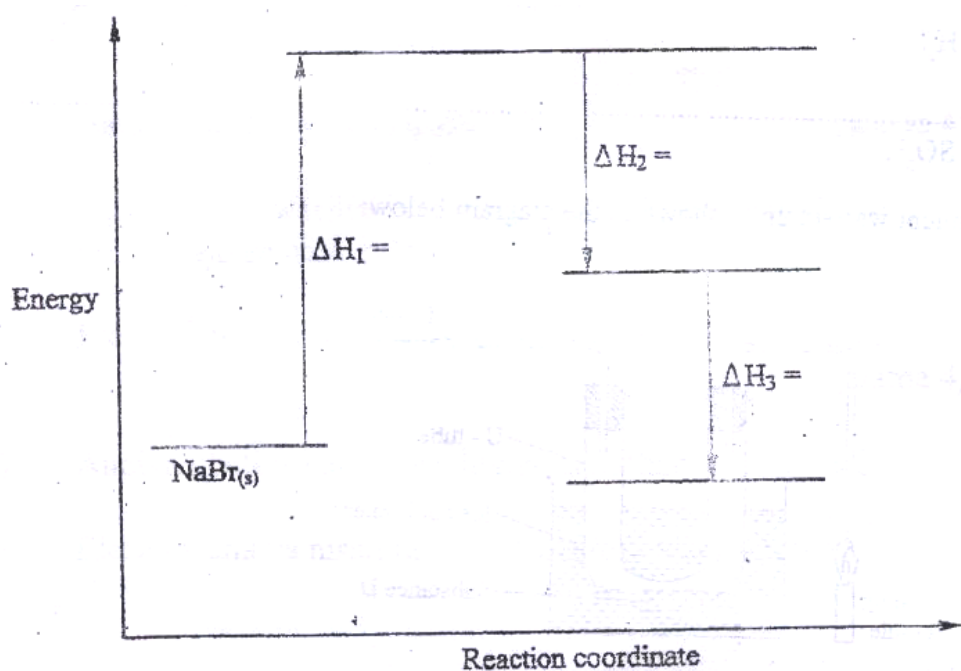 ΔH₂ =
ΔH₁ =
Energy
ΔH₃ =
NaBr(s)
Reaction coordinate